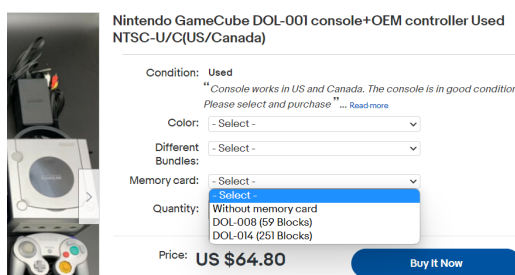 Nintendo GameCube DOL-001 console+OEM controller Used
NTSC-U/C(US/Canada)
Condition: Used
“Console works in US and Canada. The console is in good condition
Please select and purchase ”... Read more
Color: - Select -
Different Bundles: - Select -
Memory card: - Select -
- Select -
Without memory card
DOL-008 (59 Blocks)
DOL-014 (251 Blocks)
Quantity:
Price: US $64.80
Buy It Now